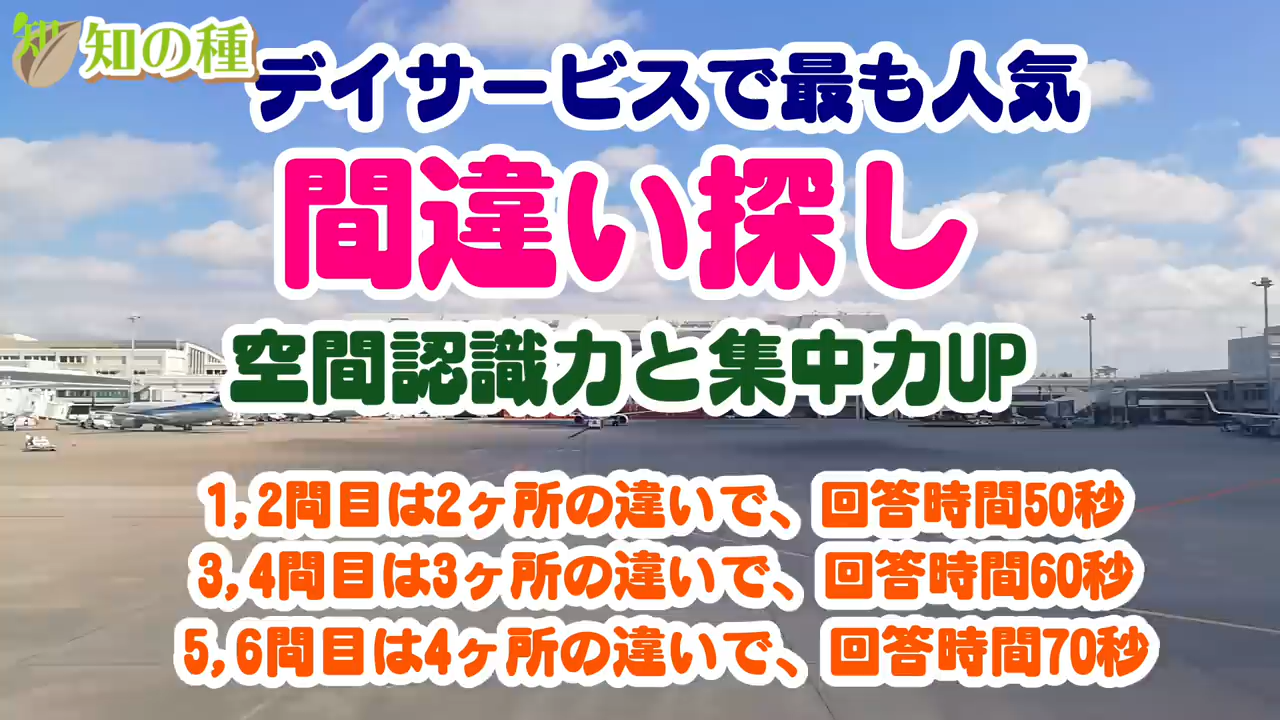 知の種
デイサービスで最も人気
間違い探し
空間認識力と集中力UP
1,2問目は2ヶ所の違いで、回答時間50秒
3,4問目は3ヶ所の違いで、回答時間60秒
5,6問目は4ヶ所の違いで、回答時間70秒